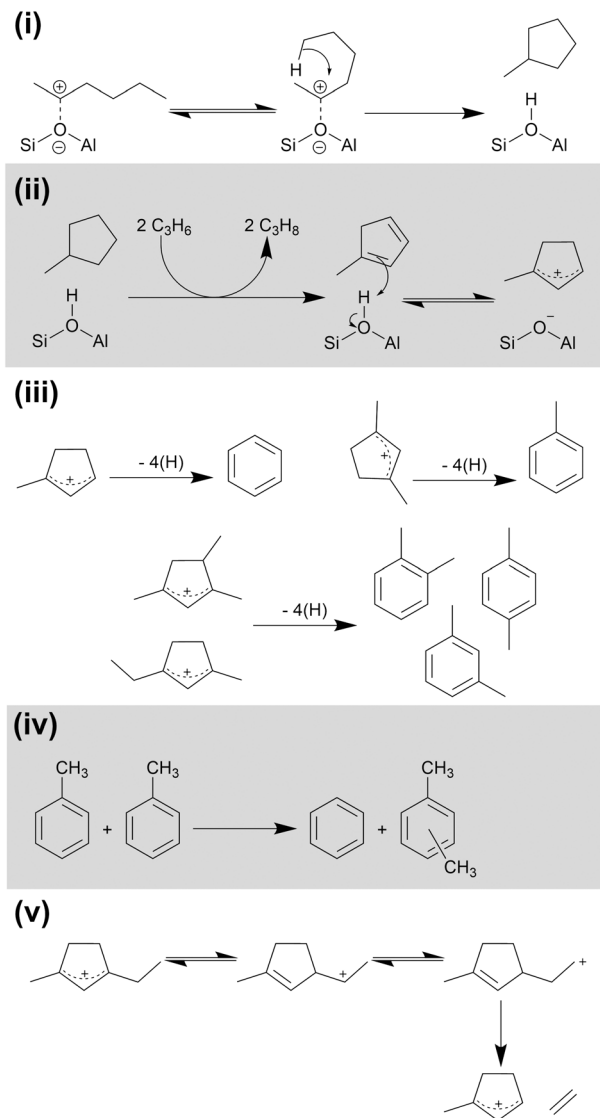 (i)
H
H
⊕
⊕
O
⊖
Si
Al
O
⊖
Si
Al
O
Si
Al
(ii)
2 C3H6
2 C3H8
H
H
O
Si
Al
O
Si
Al
O−
Si
Al
+
(iii)
+
- 4(H)
+
- 4(H)
+
+
- 4(H)
(iv)
CH3
CH3
CH3
+
+
CH3
(v)
+
+
+
+